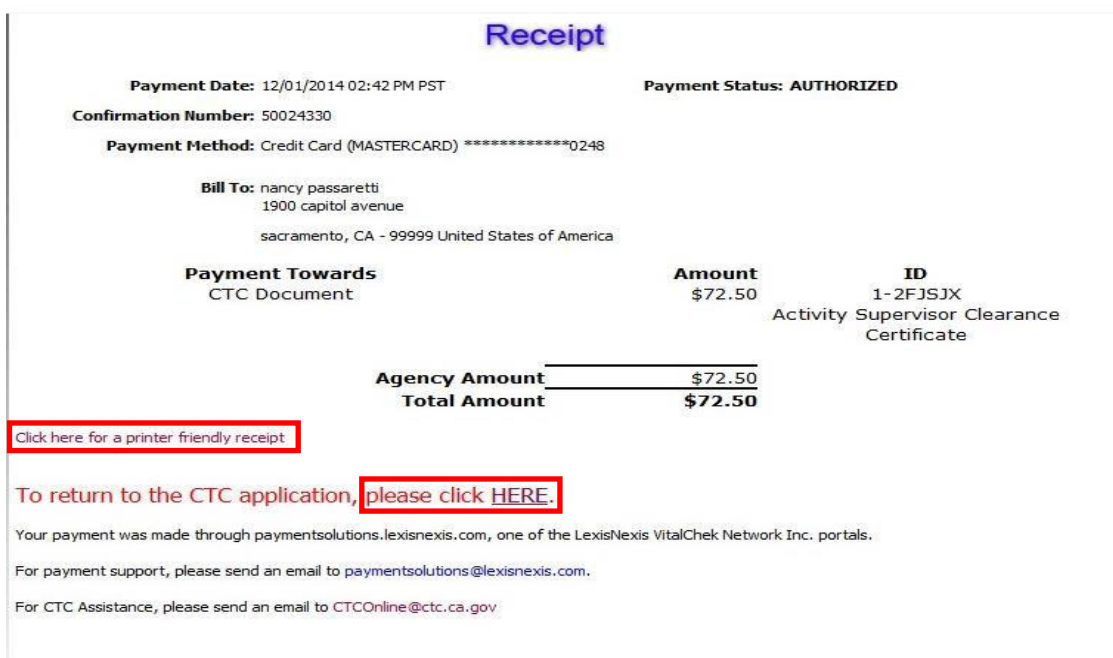 Receipt
Payment Date: 12/01/2014 02:42 PM PST Payment Status: AUTHORIZED
Confirmation Number: 50024330
Payment Method: Credit Card (MASTERCARD) ************0248
Bill To: nancy passaretti
1900 capitol avenue
sacramento, CA - 99999 United States of America
Payment Towards Amount ID
CTC Document $72.50 1-2FJSJX
Activity Supervisor Clearance
Certificate
Agency Amount $72.50
Total Amount $72.50
Click here for a printer friendly receipt
To return to the CTC application, please click HERE.
Your payment was made through paymentsolutions.lexisnexis.com, one of the LexisNexis VitalChek Network Inc. portals.
For payment support, please send an email to paymentsolutions@lexisnexis.com.
For CTC Assistance, please send an email to CTCOnline@ctc.ca.gov